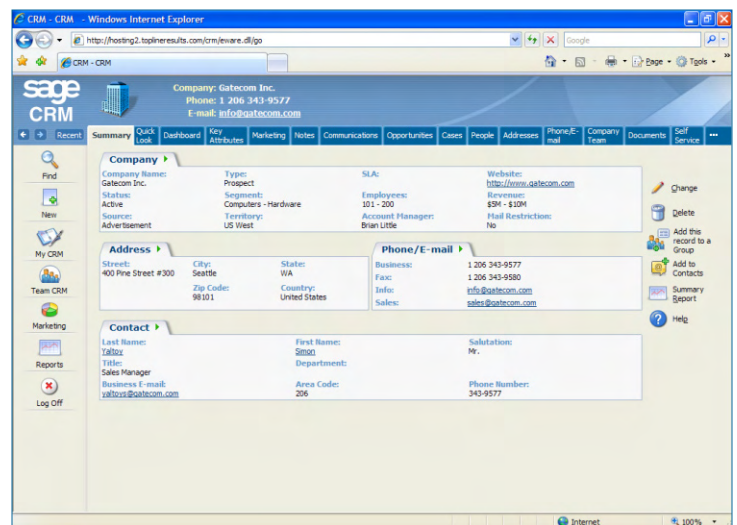 CRM - CRM - Windows Internet Explorer
http://hosting2.toplineresults.com/crm/eware.dll/go
Google
CRM - CRM
Page Tools
sage
CRM
Company: Gatecom Inc.
Phone: 1 206 343-9577
E-mail: info@gatecom.com
Recent
Summary Quick Look Dashboard Key Attributes Marketing Notes Communications Opportunities Cases People Addresses Phone/E-mail Company Team Documents Self Service
Find
New
My CRM
Team CRM
Marketing
Reports
Log Off
Company
Company Name: Type: SLA: Website:
Gatecom Inc. Prospect http://www.gatecom.com
Status: Segment: Employees: Revenue:
Active Computers - Hardware 101 - 200 $5M - $10M
Source: Territory: Account Manager: Mail Restriction:
Advertisement US West Brian Little No
Address
Street: City: State:
400 Pine Street #300 Seattle WA
Zip Code: Country:
98101 United States
Phone/E-mail
Business: 1 206 343-9577
Fax: 1 206 343-9580
Info: info@gatecom.com
Sales: sales@gatecom.com
Contact
Last Name: First Name: Salutation:
Yaltoy Simon Mr.
Title: Department:
Sales Manager
Business E-mail: Area Code: Phone Number:
yaltoys@gatecom.com 206 343-9577
Change
Delete
Add this
record to a
Group
Add to
Contacts
Summary
Report
Help
Internet 100%